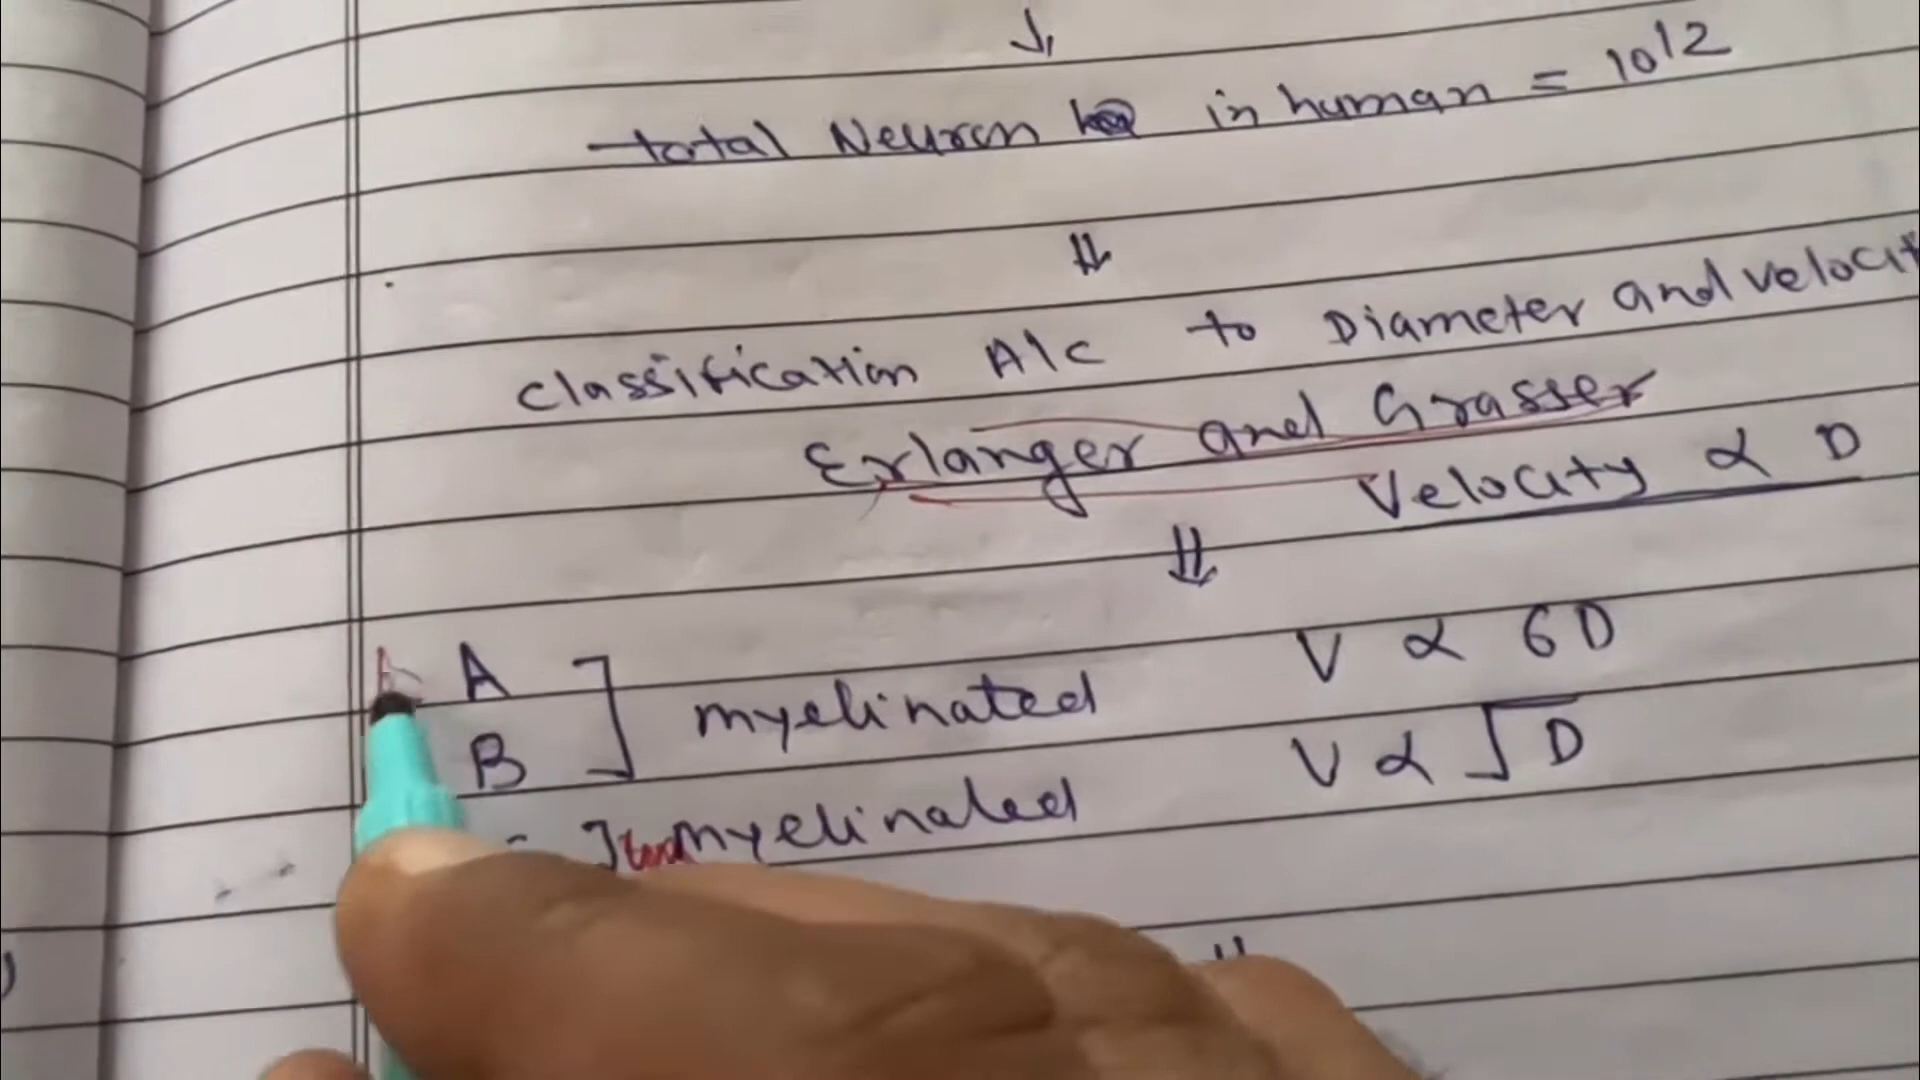 total Neuron in human = 10^12
Classification A/c to Diameter and velocit
Erlanger and Grasser
Velocity ∝ D
A
B ] myelinated V ∝ 6D
] myelinated V ∝ √D